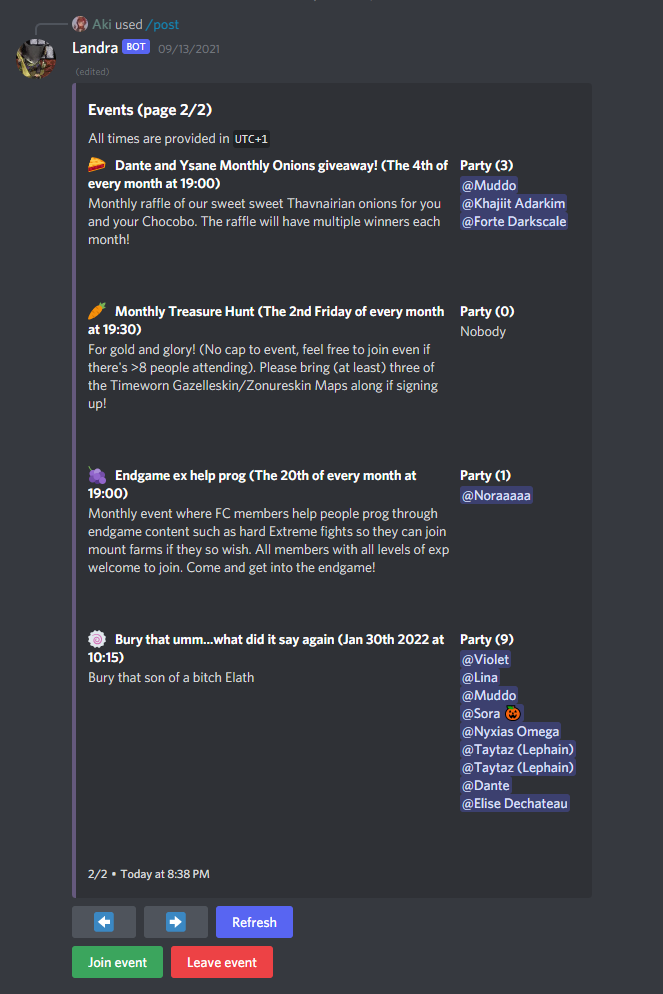 Aki used /post
Landra BOT 09/13/2021
(edited)
Events (page 2/2)
All times are provided in UTC+1
Dante and Ysane Monthly Onions giveaway! (The 4th of
every month at 19:00)
Monthly raffle of our sweet sweet Thavnairian onions for you
and your Chocobo. The raffle will have multiple winners each
month!
Party (3)
@Muddo
@Khajiit Adarkim
@Forte Darkscale
Monthly Treasure Hunt (The 2nd Friday of every month
at 19:30)
For gold and glory! (No cap to event, feel free to join even if
there's >8 people attending). Please bring (at least) three of
the Timeworn Gazelleskin/Zonureskin Maps along if signing
up!
Party (0)
Nobody
Endgame ex help prog (The 20th of every month at
19:00)
Monthly event where FC members help people prog through
endgame content such as hard Extreme fights so they can join
mount farms if they so wish. All members with all levels of exp
welcome to join. Come and get into the endgame!
Party (1)
@Noraaaaa
Bury that umm...what did it say again (Jan 30th 2022 at
10:15)
Bury that son of a bitch Elath
Party (9)
@Violet
@Lina
@Muddo
@Sora
@Nyxias Omega
@Taytaz (Lephain)
@Taytaz (Lephain)
@Dante
@Elise Dechateau
2/2 • Today at 8:38 PM
Refresh
Join event
Leave event